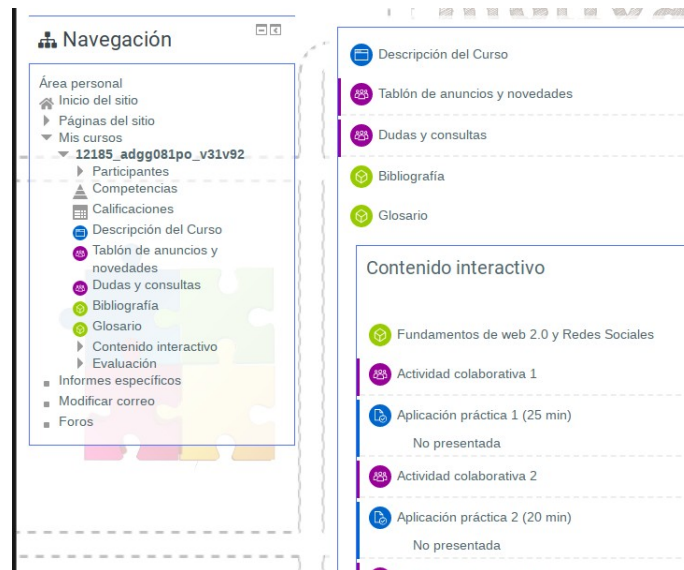 Navegación
Área personal
Inicio del sitio
Páginas del sitio
Mis cursos
12185_adgg081po_v31v92
Participantes
Competencias
Calificaciones
Descripción del Curso
Tablón de anuncios y
novedades
Dudas y consultas
Bibliografía
Glosario
Contenido interactivo
Evaluación
Informes específicos
Modificar correo
Foros
Descripción del Curso
Tablón de anuncios y novedades
Dudas y consultas
Bibliografía
Glosario
Contenido interactivo
Fundamentos de web 2.0 y Redes Sociales
Actividad colaborativa 1
Aplicación práctica 1 (25 min)
No presentada
Actividad colaborativa 2
Aplicación práctica 2 (20 min)
No presentada